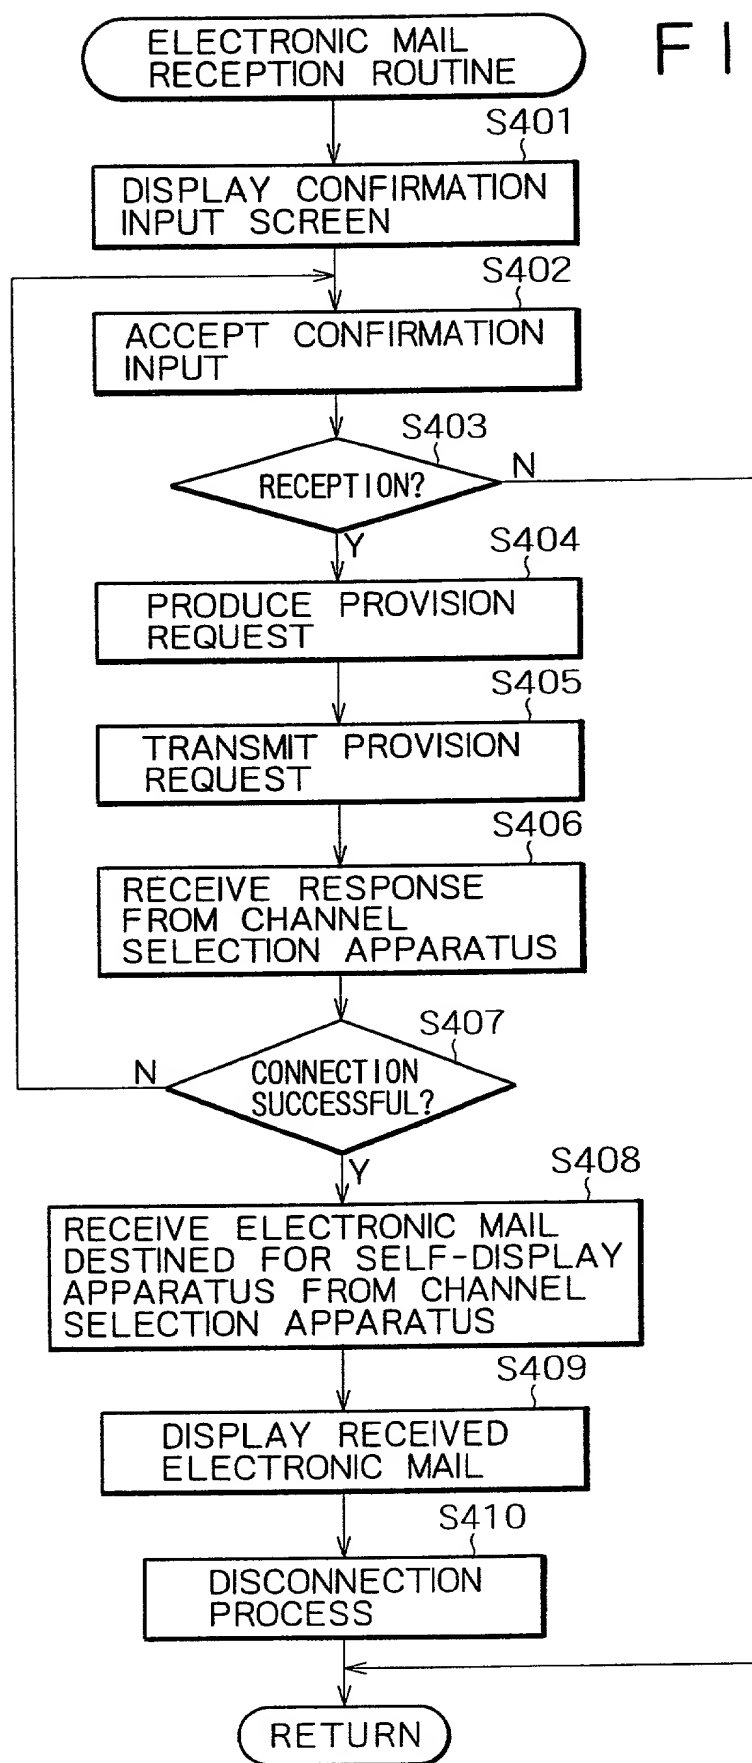 ELECTRONIC MAIL
RECEPTION ROUTINE
FI
S401
DISPLAY CONFIRMATION
INPUT SCREEN
S402
ACCEPT CONFIRMATION
INPUT
S403
RECEPTION?
N
Y
S404
PRODUCE PROVISION
REQUEST
S405
TRANSMIT PROVISION
REQUEST
S406
RECEIVE RESPONSE
FROM CHANNEL
SELECTION APPARATUS
S407
N
CONNECTION
SUCCESSFUL?
Y
S408
RECEIVE ELECTRONIC MAIL
DESTINED FOR SELF-DISPLAY
APPARATUS FROM CHANNEL
SELECTION APPARATUS
S409
DISPLAY RECEIVED
ELECTRONIC MAIL
S410
DISCONNECTION
PROCESS
RETURN